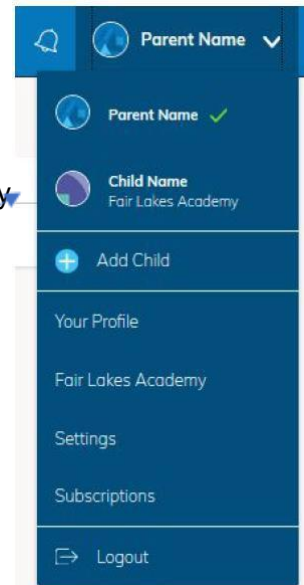 Parent Name
Parent Name
Child Name
Fair Lakes Academy
y
Add Child
Your Profile
Fair Lakes Academy
Settings
Subscriptions
Logout